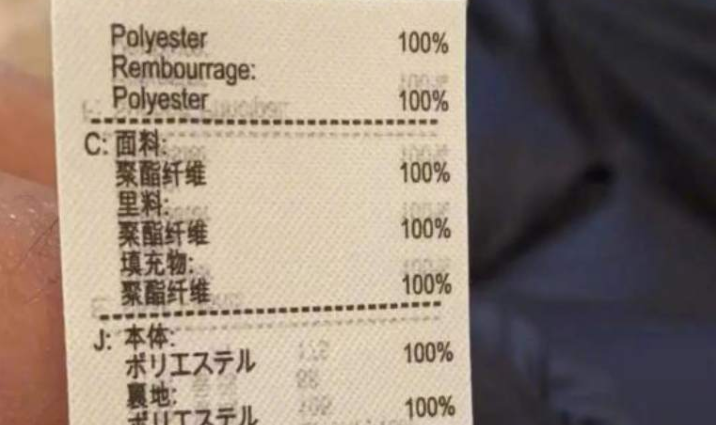 Polyester 100%
Rembourrage:
Polyester 100%
C: 面料:
聚酯纤维 100%
里料:
聚酯纤维 100%
填充物:
聚酯纤维 100%
J: 本体:
ポリエステル 100%
裏地:
ポリエステル 100%